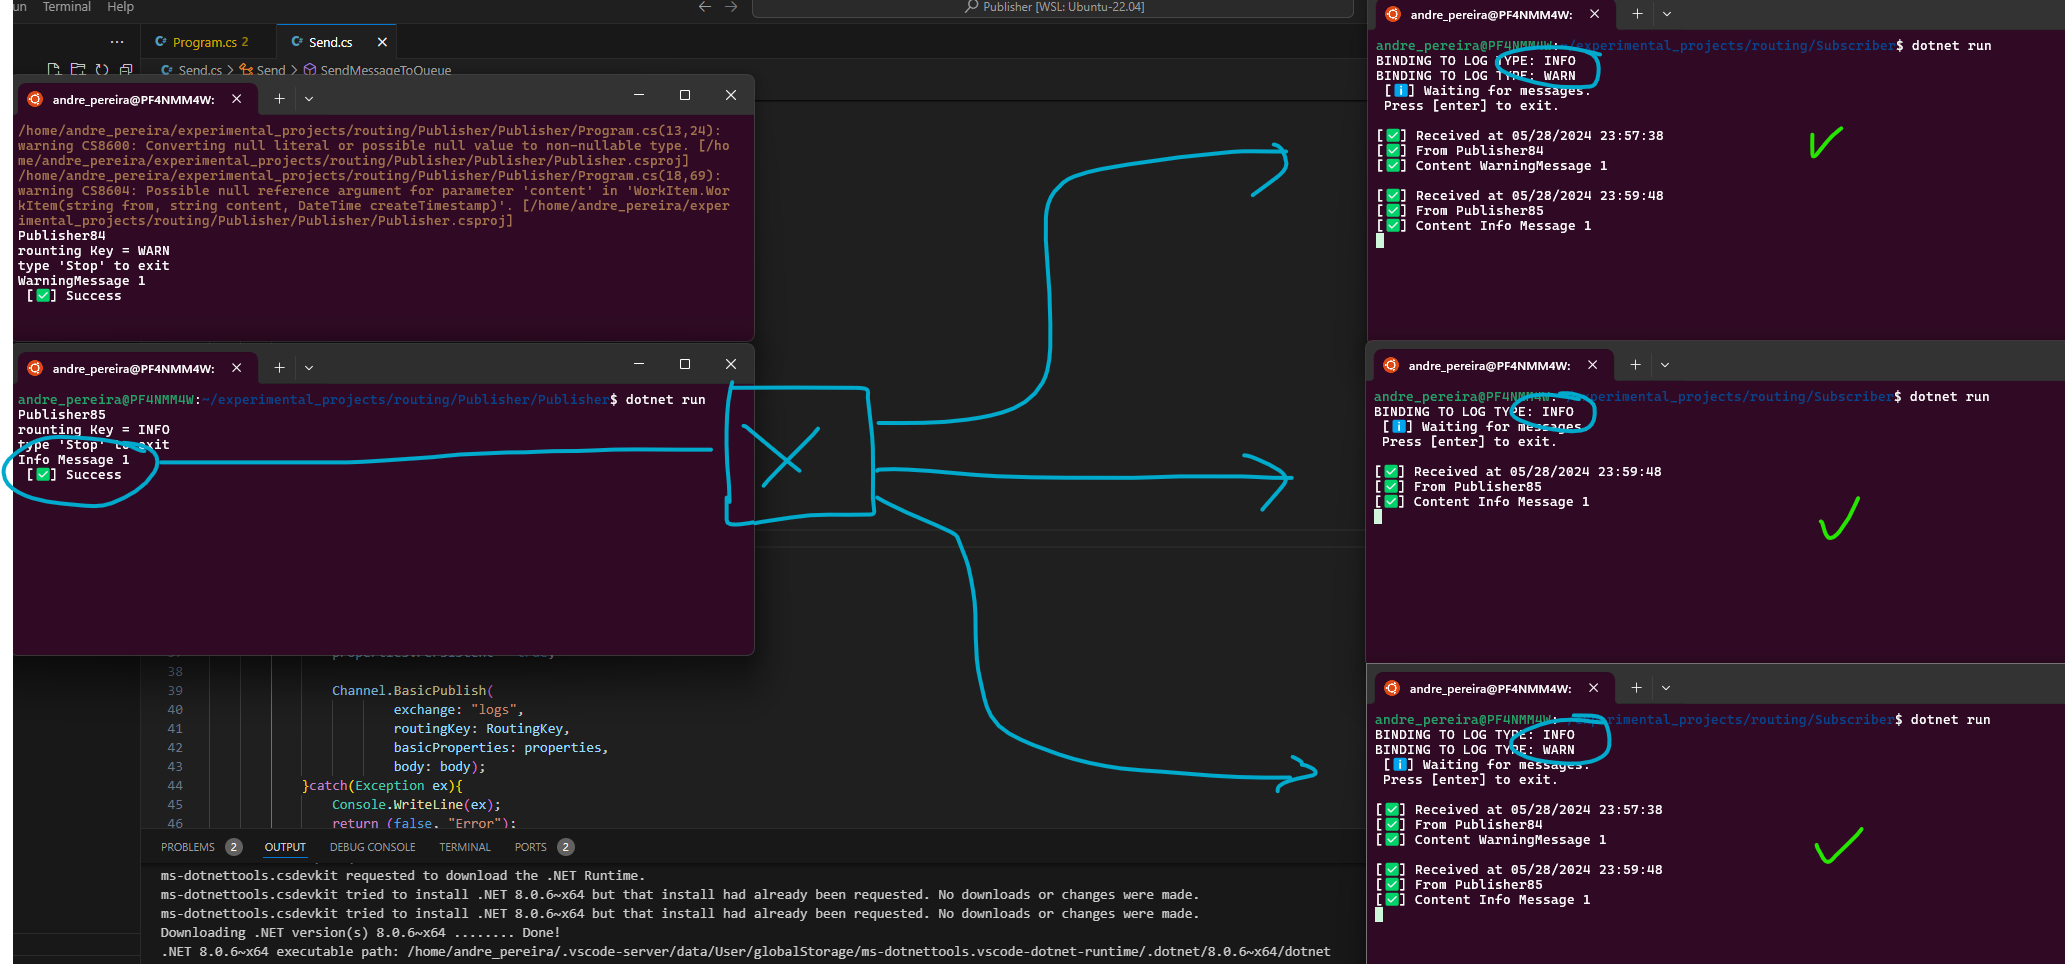 un Terminal Help
Publisher [WSL: Ubuntu-22.04]
Program.cs 2
Send.cs
Send.cs > Send > SendMessageToQueue
andre_pereira@PF4NMM4W:
/home/andre_pereira/experimental_projects/routing/Publisher/Publisher/Program.cs(13,24):
warning CS8600: Converting null literal or possible null value to non-nullable type. [/ho
me/andre_pereira/experimental_projects/routing/Publisher/Publisher/Publisher.csproj]
/home/andre_pereira/experimental_projects/routing/Publisher/Publisher/Program.cs(18,69):
warning CS8604: Possible null reference argument for parameter 'content' in 'WorkItem.Wor
kItem(string from, string content, DateTime createTimestamp)'. [/home/andre_pereira/exper
imental_projects/routing/Publisher/Publisher/Publisher.csproj]
Publisher84
rounting Key = WARN
type 'Stop' to exit
WarningMessage 1
[✅] Success
andre_pereira@PF4NMM4W:
andre_pereira@PF4NMM4W:~/experimental_projects/routing/Publisher/Publisher$ dotnet run
Publisher85
rounting Key = INFO
type 'Stop' to exit
Info Message 1
[✅] Success
X
38
39 Channel.BasicPublish(
40 exchange: "logs",
41 routingKey: RoutingKey,
42 basicProperties: properties,
43 body: body);
44 }catch(Exception ex){
45 Console.WriteLine(ex);
46 return (false, "Error");
PROBLEMS 2 OUTPUT DEBUG CONSOLE TERMINAL PORTS 2
ms-dotnettools.csdevkit requested to download the .NET Runtime.
ms-dotnettools.csdevkit tried to install .NET 8.0.6~x64 but that install had already been requested. No downloads or changes were made.
ms-dotnettools.csdevkit tried to install .NET 8.0.6~x64 but that install had already been requested. No downloads or changes were made.
Downloading .NET version(s) 8.0.6~x64 ........ Done!
.NET 8.0.6~x64 executable path: /home/andre_pereira/.vscode-server/data/User/globalStorage/ms-dotnettools.vscode-dotnet-runtime/.dotnet/8.0.6~x64/dotnet
andre_pereira@PF4NMM4W:
andre_pereira@PF4NMM4W:~/experimental_projects/routing/Subscriber$ dotnet run
BINDING TO LOG TYPE: INFO
BINDING TO LOG TYPE: WARN
[ℹ️] Waiting for messages.
Press [enter] to exit.
[✅] Received at 05/28/2024 23:57:38
[✅] From Publisher84
[✅] Content WarningMessage 1
[✅] Received at 05/28/2024 23:59:48
[✅] From Publisher85
[✅] Content Info Message 1
andre_pereira@PF4NMM4W:
andre_pereira@PF4NMM4W:~/experimental_projects/routing/Subscriber$ dotnet run
BINDING TO LOG TYPE: INFO
[ℹ️] Waiting for messages.
Press [enter] to exit.
[✅] Received at 05/28/2024 23:59:48
[✅] From Publisher85
[✅] Content Info Message 1
andre_pereira@PF4NMM4W:
andre_pereira@PF4NMM4W:~/experimental_projects/routing/Subscriber$ dotnet run
BINDING TO LOG TYPE: INFO
BINDING TO LOG TYPE: WARN
[ℹ️] Waiting for messages.
Press [enter] to exit.
[✅] Received at 05/28/2024 23:57:38
[✅] From Publisher84
[✅] Content WarningMessage 1
[✅] Received at 05/28/2024 23:59:48
[✅] From Publisher85
[✅] Content Info Message 1